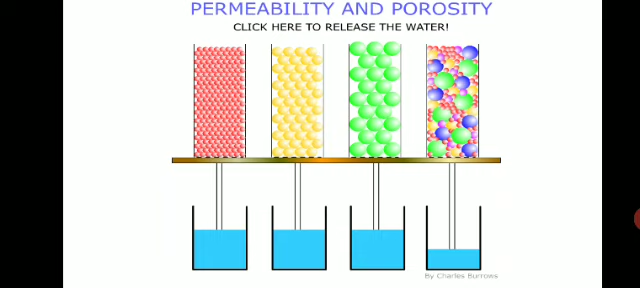 PERMEABILITY AND POROSITY
CLICK HERE TO RELEASE THE WATER!
By Charles Burrows